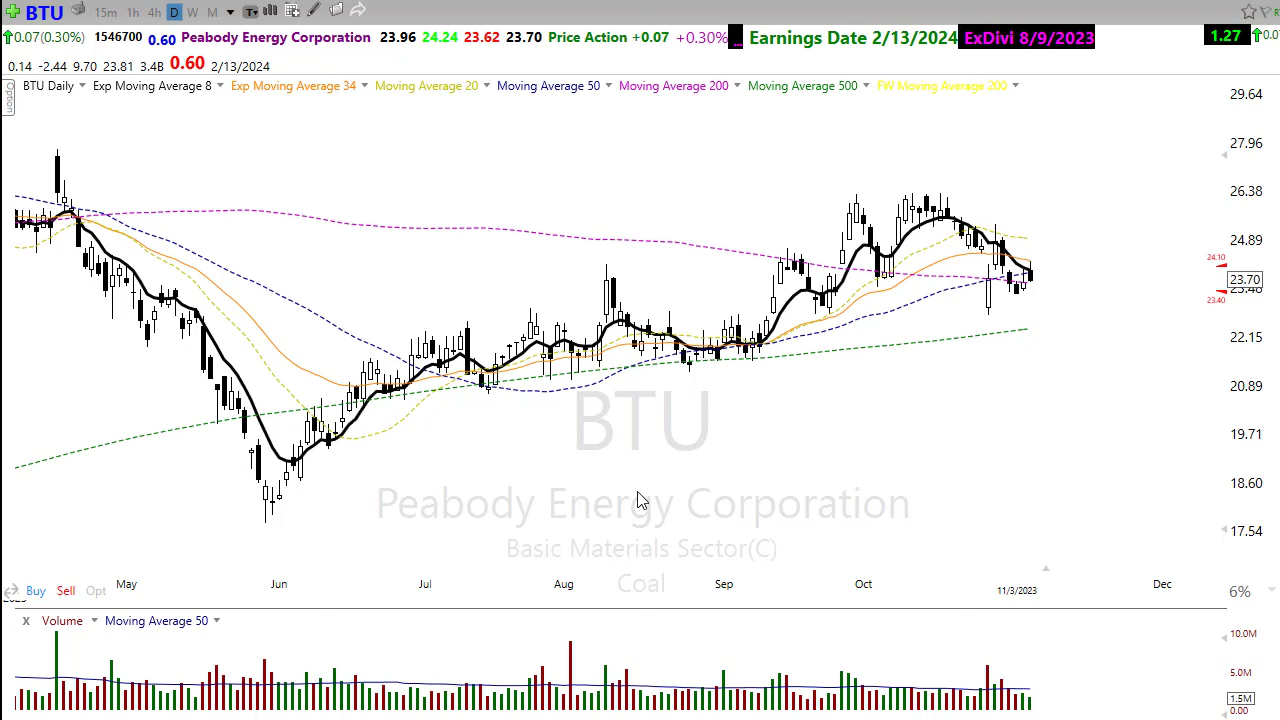 BTU 15m 1h 4h D W M
0.07(0.30%) 1546700 0.60 Peabody Energy Corporation 23.96 24.24 23.62 23.70 Price Action +0.07 +0.30% ... Earnings Date 2/13/2024 ExDivi 8/9/2023 1.27
0.14 -2.44 9.70 23.81 3.4B 0.60 2/13/2024
Option
BTU Daily Exp Moving Average 8 Exp Moving Average 34 Moving Average 20 Moving Average 50 Moving Average 200 Moving Average 500 FW Moving Average 200
29.64
27.96
26.38
24.89
24.10
23.70
23.40
23.40
22.15
20.89
19.71
18.60
17.54
BTU
Peabody Energy Corporation
Basic Materials Sector(C)
Coal
May Jun Jul Aug Sep Oct 11/3/2023 Dec
Buy Sell Opt
6%
X Volume Moving Average 50
10.0M
5.0M
1.5M
0.00